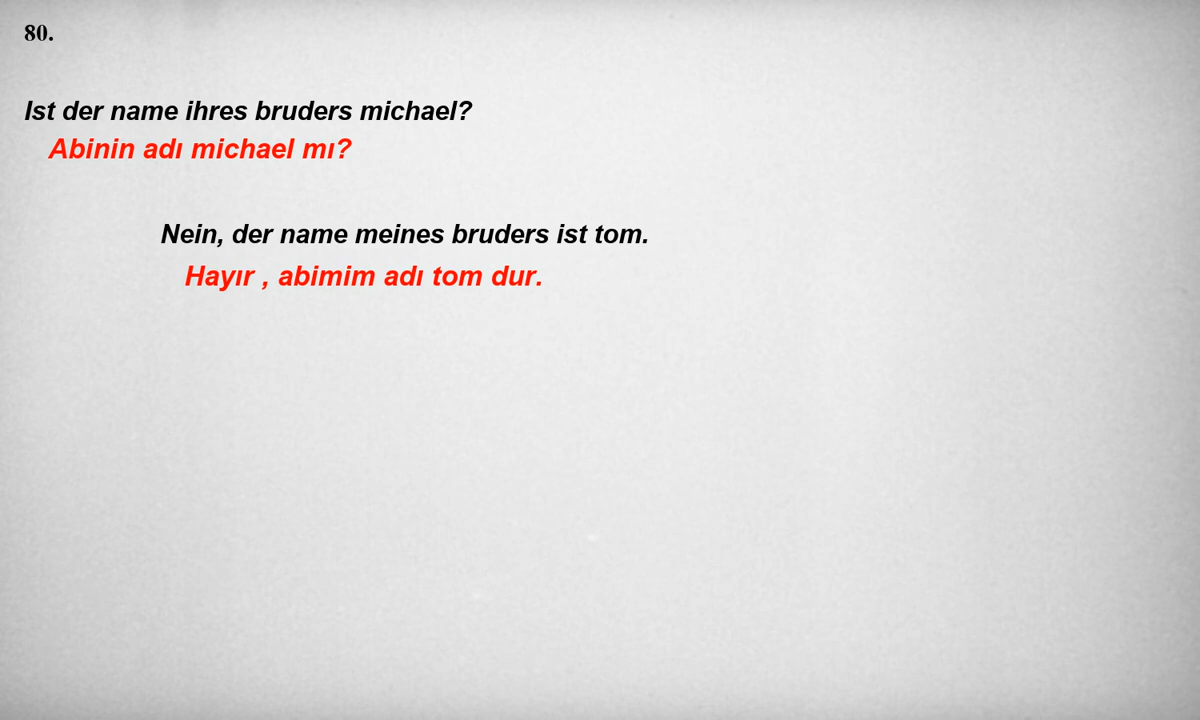 80.
Ist der name ihres bruders michael?
Abinin adı michael mı?
Nein, der name meines bruders ist tom.
Hayır , abimim adı tom dur.